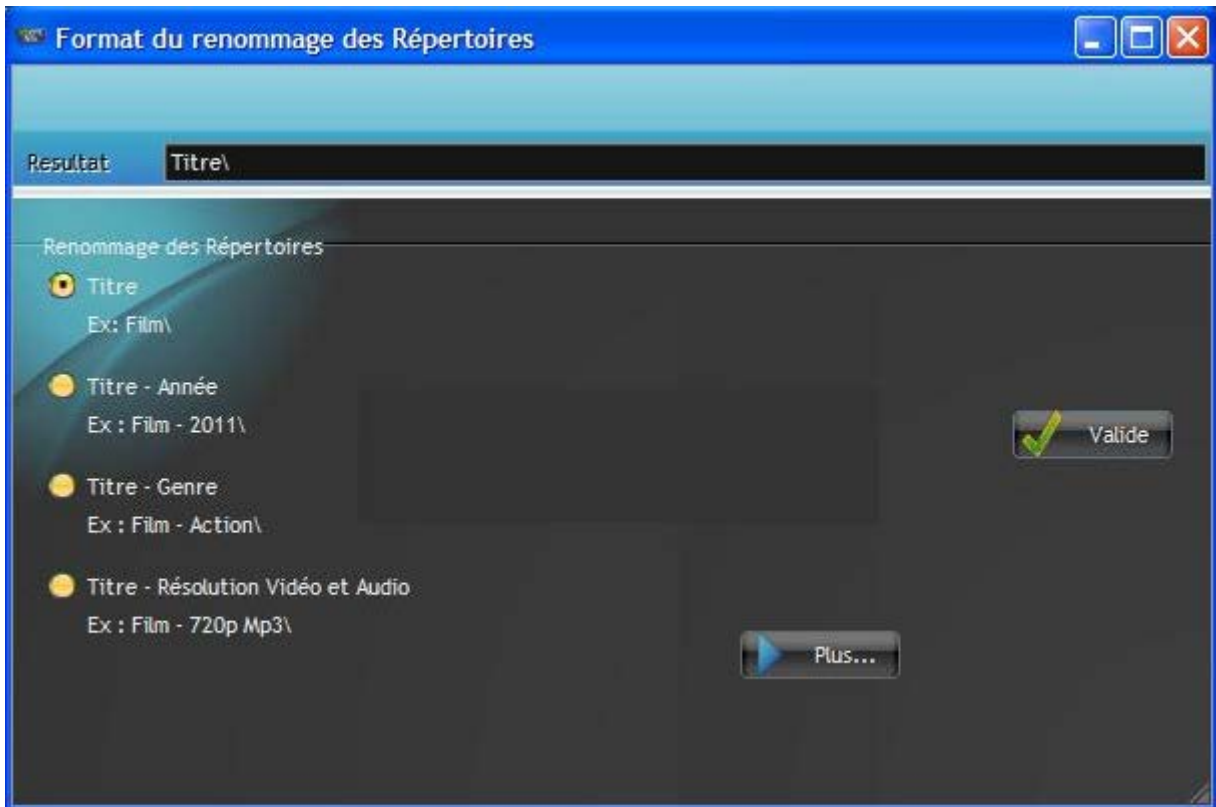 Format du renommage des Répertoires
Resultat Titre\
Renommage des Répertoires
Titre
Ex: Film\
Titre - Année
Ex : Film - 2011\
Valide
Titre - Genre
Ex : Film - Action\
Titre - Résolution Vidéo et Audio
Ex : Film - 720p Mp3\
Plus...